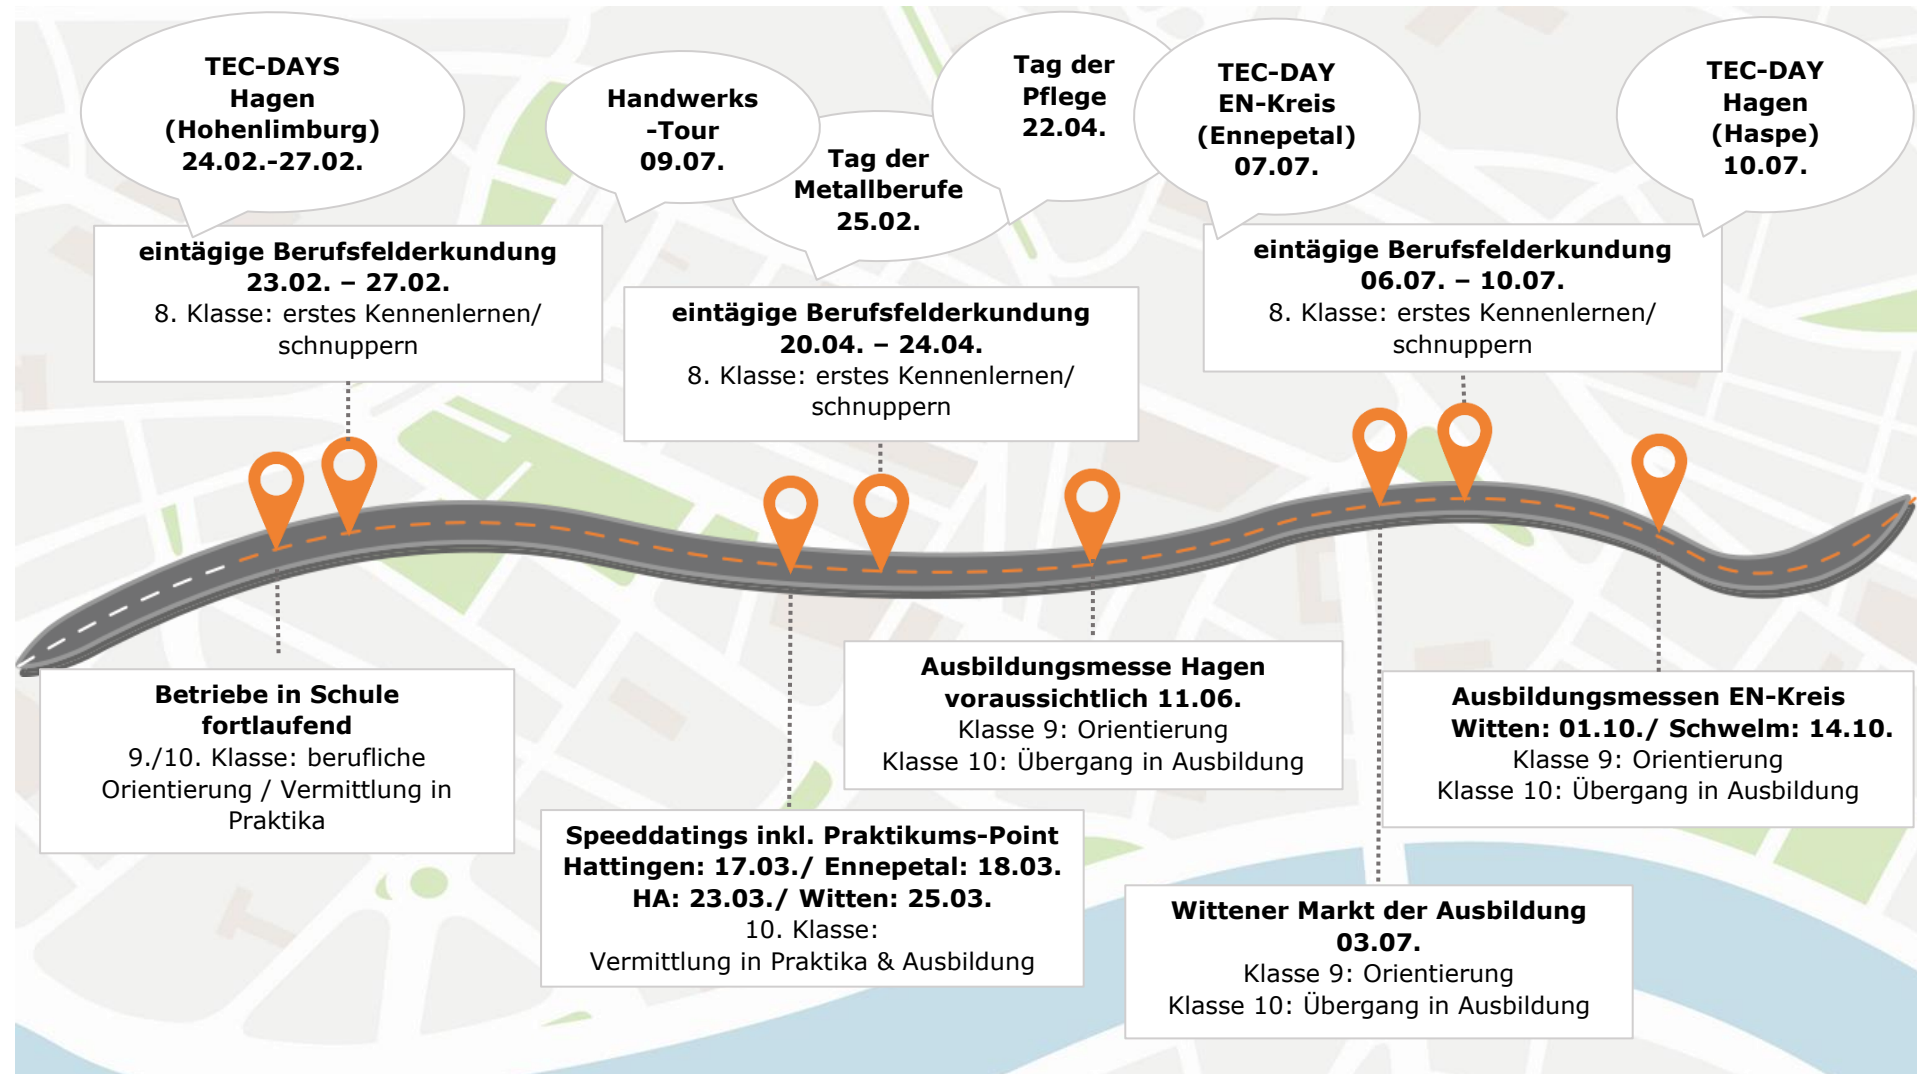 TEC-DAYS
Hagen
(Hohenlimburg)
24.02.-27.02.
Handwerks
-Tour
09.07.
Tag der
Metallberufe
25.02.
Tag der
Pflege
22.04.
TEC-DAY
EN-Kreis
(Ennepetal)
07.07.
TEC-DAY
Hagen
(Haspe)
10.07.
eintägige Berufsfelderkundung
23.02. – 27.02.
8. Klasse: erstes Kennenlernen/
schnuppern
eintägige Berufsfelderkundung
20.04. – 24.04.
8. Klasse: erstes Kennenlernen/
schnuppern
eintägige Berufsfelderkundung
06.07. – 10.07.
8. Klasse: erstes Kennenlernen/
schnuppern
Betriebe in Schule
fortlaufend
9./10. Klasse: berufliche
Orientierung / Vermittlung in
Praktika
Speeddatings inkl. Praktikums-Point
Hattingen: 17.03./ Ennepetal: 18.03.
HA: 23.03./ Witten: 25.03.
10. Klasse:
Vermittlung in Praktika & Ausbildung
Ausbildungsmesse Hagen
voraussichtlich 11.06.
Klasse 9: Orientierung
Klasse 10: Übergang in Ausbildung
Wittener Markt der Ausbildung
03.07.
Klasse 9: Orientierung
Klasse 10: Übergang in Ausbildung
Ausbildungsmessen EN-Kreis
Witten: 01.10./ Schwelm: 14.10.
Klasse 9: Orientierung
Klasse 10: Übergang in Ausbildung